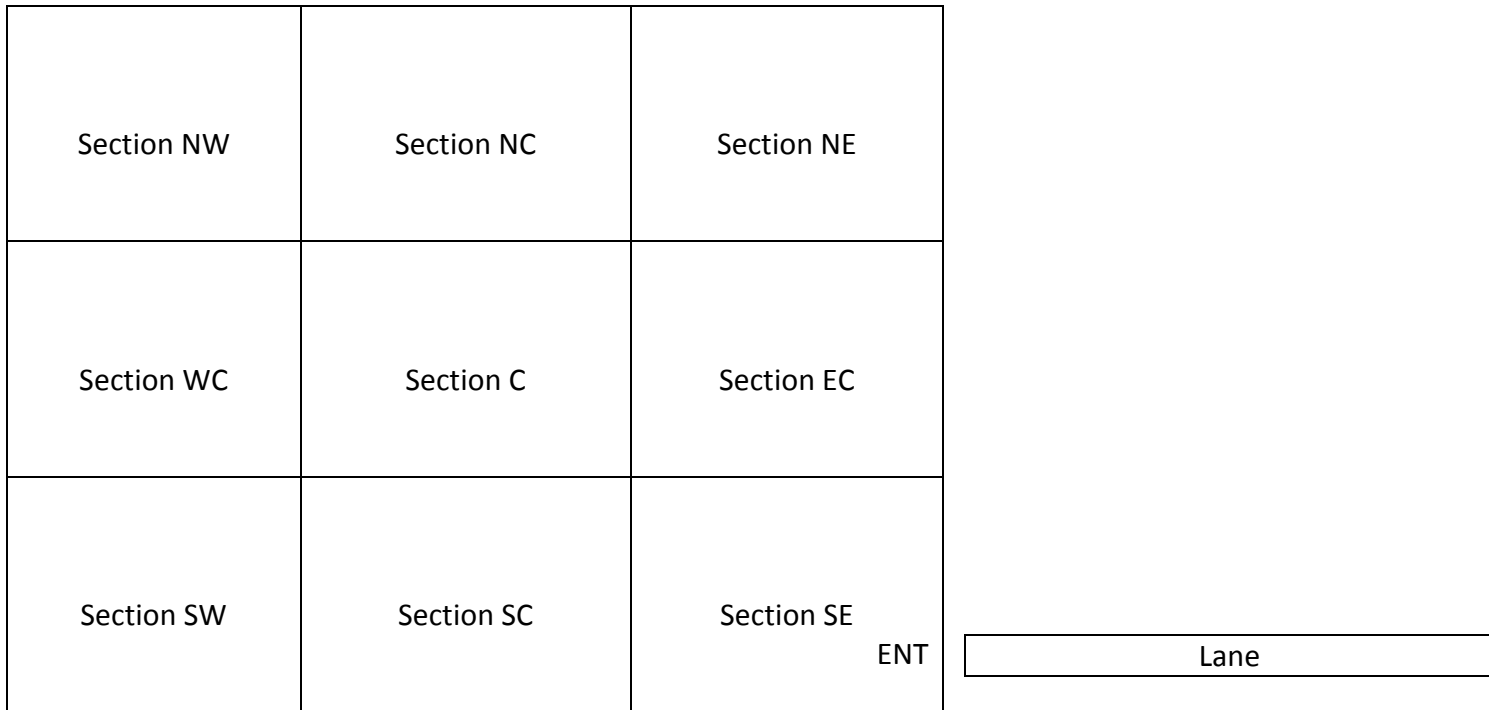 Section NW
Section NC
Section NE
Section WC
Section C
Section EC
Section SW
Section SC
Section SE
ENT
Lane